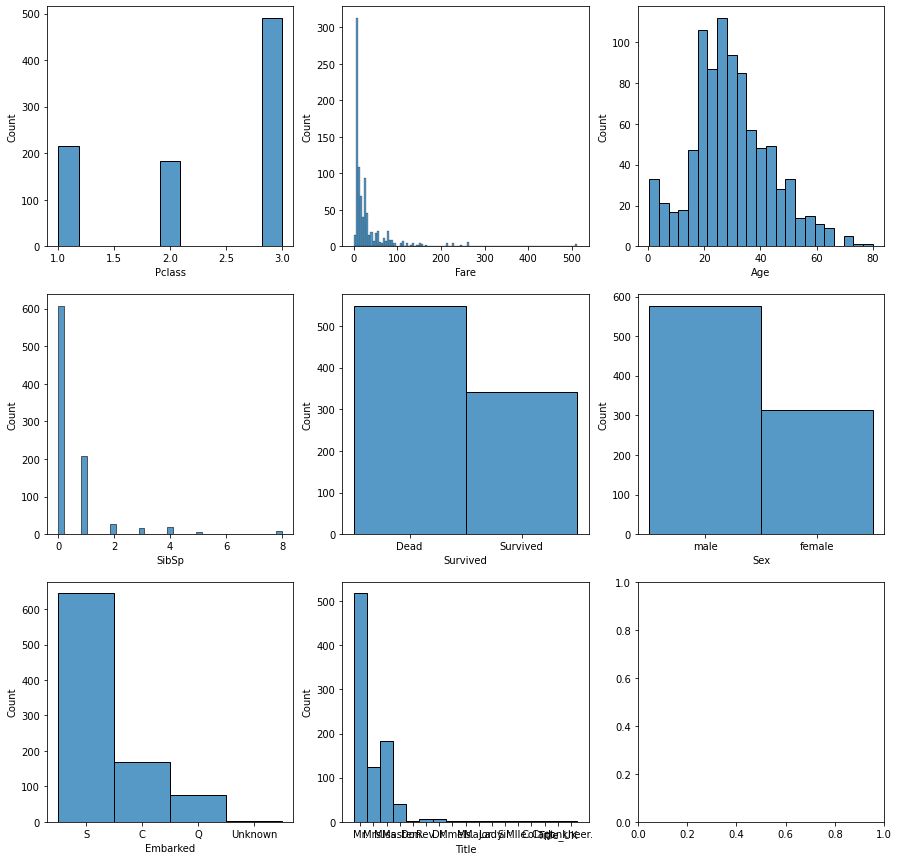 500
400
300
200
100
0
Count
1.0 1.5 2.0 2.5 3.0
Pclass
300
250
200
150
100
50
0
Count
0 100 200 300 400 500
Fare
100
80
60
40
20
0
Count
0 20 40 60 80
Age
600
500
400
300
200
100
0
Count
0 2 4 6 8
SibSp
500
400
300
200
100
0
Count
Dead Survived
Survived
500
400
300
200
100
0
Count
male female
Sex
600
500
400
300
200
100
0
Count
S C Q Unknown
Embarked
500
400
300
200
100
0
Count
Mr.
Title
1.0
0.8
0.6
0.4
0.2
0.0
0.0 0.2 0.4 0.6 0.8 1.0